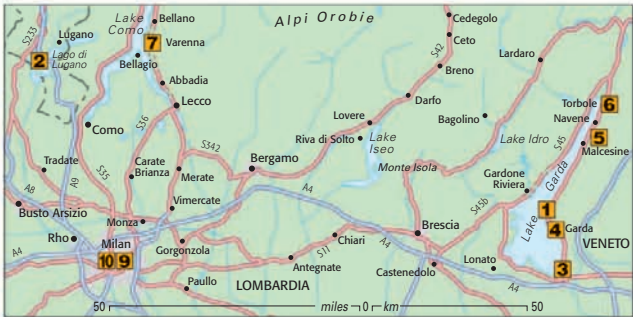 Lake
Como
Bellano
Alpi Orobie
Cedegolo
S233
Lugano
7
Varenna
Ceto
S42
2
Lago di
Lugano
Bellagio
Breno
Lardaro
Abbadia
Lecco
Darfo
Torbole
6
Como
S36
Lovere
Bagolino
Navene
Riva di Solto
Lake
Iseo
Lake Idro
S45
5
Malcesine
S342
Tradate
S35
Carate
Brianza
Merate
Bergamo
Monte Isola
Gardone
Riviera
Lake Garda
A8
A9
Vimercate
A4
S45b
1
Busto Arsizio
Monza
Brescia
Lake
4
Garda
Rho
Milan
Gorgonzola
Chiari
A4
VENETO
A4
10
9
S11
Antegnate
Castenedolo
Lonato
3
A4
Paullo
LOMBARDIA
50
miles
0
km
50